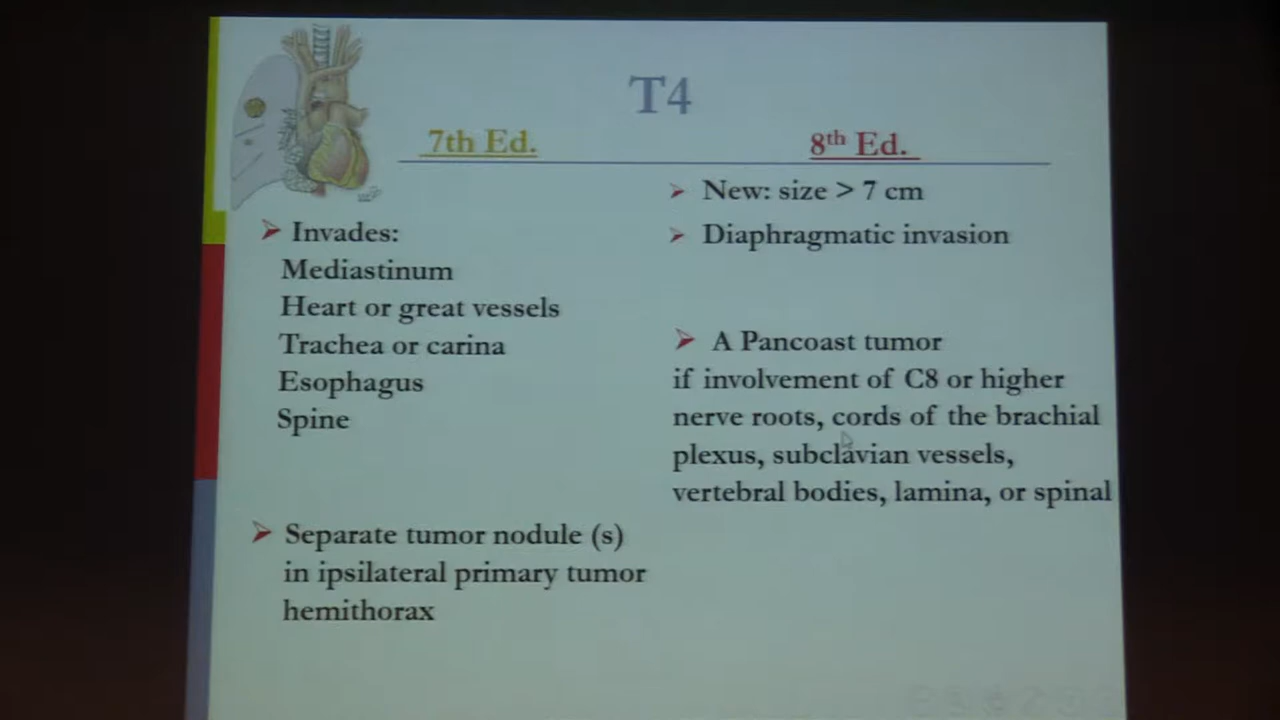 T4
7th Ed.
8th Ed.
Invades:
Mediastinum
Heart or great vessels
Trachea or carina
Esophagus
Spine
Separate tumor nodule (s)
in ipsilateral primary tumor
hemithorax
New: size > 7 cm
Diaphragmatic invasion
A Pancoast tumor
if involvement of C8 or higher
nerve roots, cords of the brachial
plexus, subclavian vessels,
vertebral bodies, lamina, or spinal